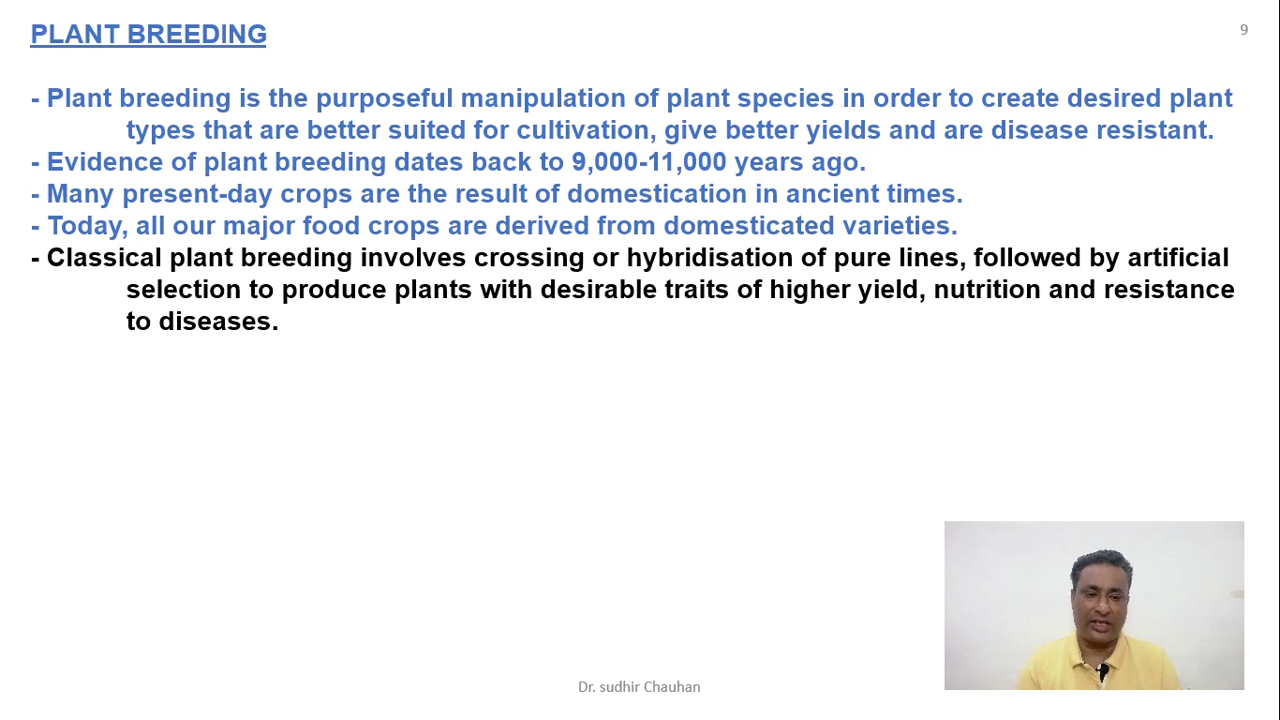 PLANT BREEDING
9
- Plant breeding is the purposeful manipulation of plant species in order to create desired plant
types that are better suited for cultivation, give better yields and are disease resistant.
- Evidence of plant breeding dates back to 9,000-11,000 years ago.
- Many present-day crops are the result of domestication in ancient times.
- Today, all our major food crops are derived from domesticated varieties.
- Classical plant breeding involves crossing or hybridisation of pure lines, followed by artificial
selection to produce plants with desirable traits of higher yield, nutrition and resistance
to diseases.
Dr. sudhir Chauhan